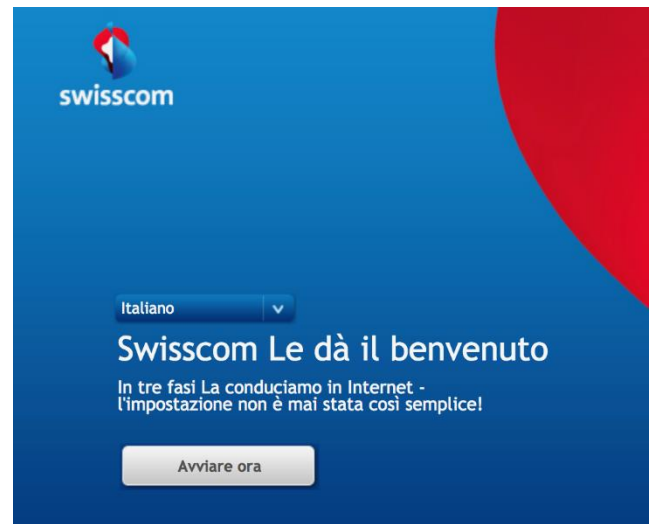 swisscom
Italiano
Swisscom Le dà il benvenuto
In tre fasi La conduciamo in Internet -
l'impostazione non è mai stata così semplice!
Avviare ora